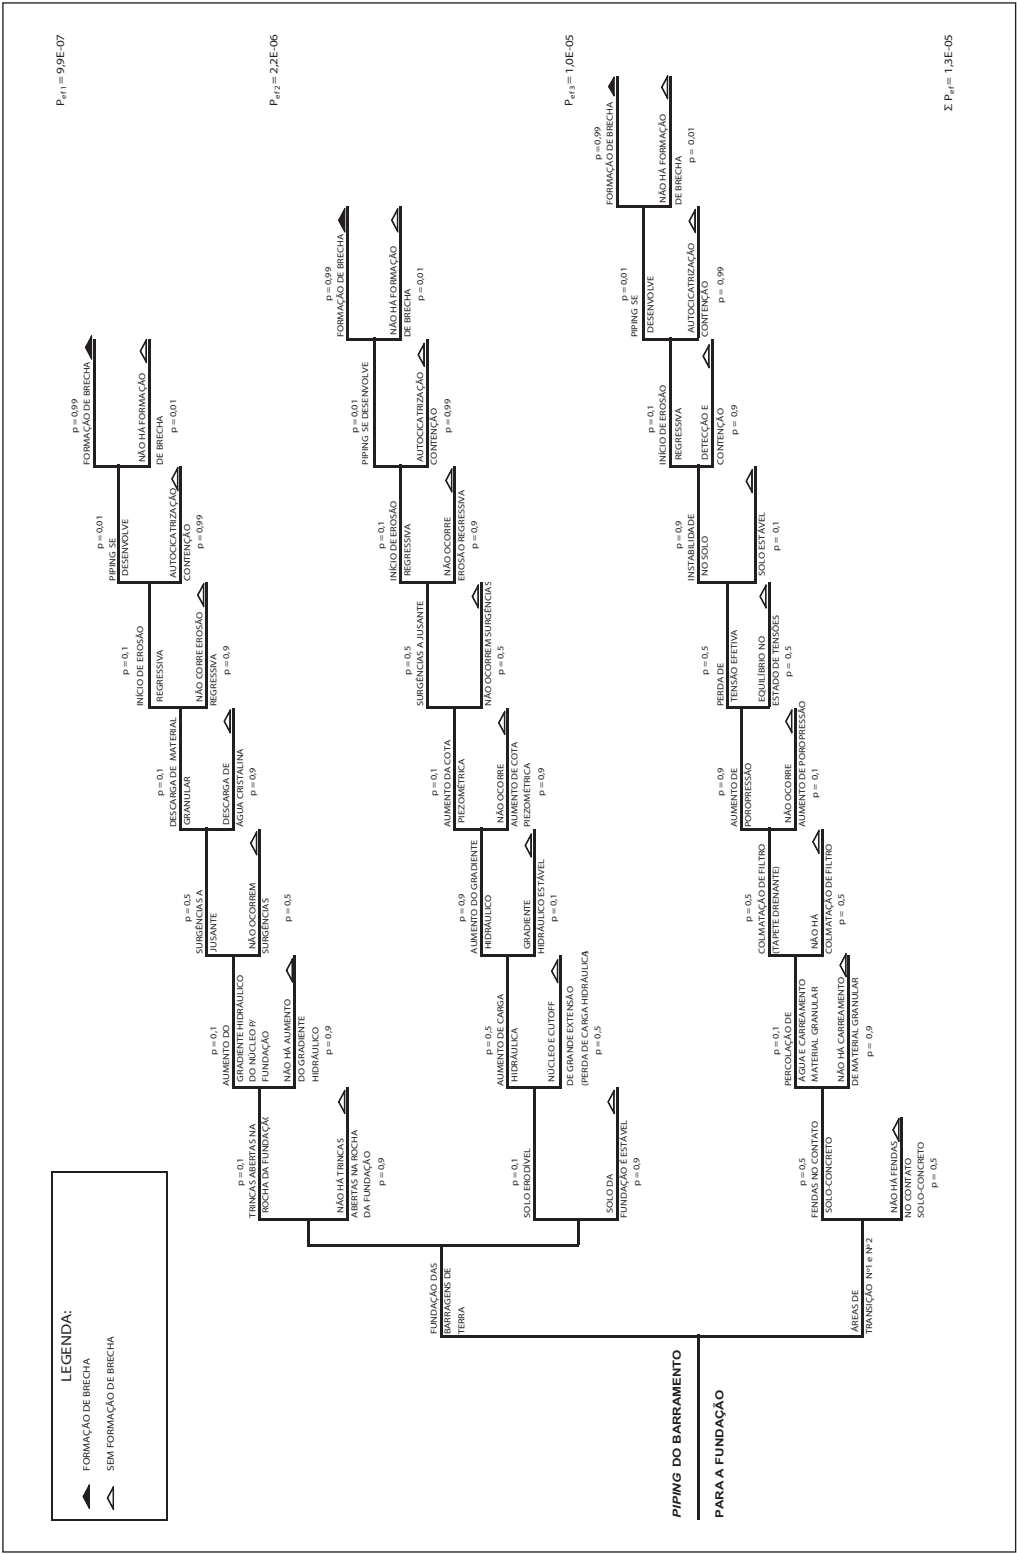 LEGENDA:
FORMAÇÃO DE BRECHA
SEM FORMAÇÃO DE BRECHA
PIPING DO BARRAMENTO
PARA A FUNDAÇÃO
FUNDAÇÃO DAS
BARRAGENS DE
TERRA
ÁREAS DE
TRANSIÇÃO Nº1 e Nº 2
p = 0,1
TRINCAS ABERTAS NA
ROCHA DA FUNDAÇÃO
NÃO HÁ TRINCAS
ABERTAS NA ROCHA
DA FUNDAÇÃO
p = 0,9
p = 0,1
AUMENTO DO
GRADIENTE HIDRÁULICO
DO NÚCLEO P/
FUNDAÇÃO
NÃO HÁ AUMENTO
DO GRADIENTE
HIDRÁULICO
p = 0,9
p = 0,5
SURGÊNCIAS A
JUSANTE
NÃO OCORREM
SURGÊNCIAS
p = 0,5
p = 0,1
DESCARGA DE MATERIAL
GRANULAR
DESCARGA DE
ÁGUA CRISTALINA
p = 0,9
p = 0,1
INÍCIO DE EROSÃO
REGRESSIVA
NÃO CORRE EROSÃO
REGRESSIVA
p = 0,9
p = 0,01
PIPING SE
DESENVOLVE
AUTOCICATRIZAÇÃO
CONTENÇÃO
p = 0,99
p = 0,99
FORMAÇÃO DE BRECHA
NÃO HÁ FORMAÇÃO
DE BRECHA
p = 0,01
Pef1 = 9,9E-07
p = 0,1
SOLO ERODÍVEL
SOLO DA
FUNDAÇÃO É ESTÁVEL
p = 0,9
p = 0,5
AUMENTO DE CARGA
HIDRÁULICA
NÚCLEO E CUTOFF
DE GRANDE EXTENSÃO
(PERDA DE CARGA HIDRÁULICA
p = 0,5
p = 0,9
AUMENTO DO GRADIENTE
HIDRÁULICO
GRADIENTE
HIDRÁULICO ESTÁVEL
p = 0,1
p = 0,1
AUMENTO DA COTA
PIEZOMÉTRICA
NÃO OCORRE
AUMENTO DE COTA
PIEZOMÉTRICA
p = 0,9
p = 0,5
SURGÊNCIAS A JUSANTE
NÃO OCORREM SURGÊNCIAS
p = 0,5
p = 0,1
INÍCIO DE EROSÃO
REGRESSIVA
NÃO OCORRE
EROSÃO REGRESSIVA
p = 0,9
p = 0,01
PIPING SE DESENVOLVE
AUTOCICATRIZAÇÃO
CONTENÇÃO
p = 0,99
p = 0,99
FORMAÇÃO DE BRECHA
NÃO HÁ FORMAÇÃO
DE BRECHA
p = 0,01
Pef2 = 2,2E-06
p = 0,5
FENDAS NO CONTATO
SOLO-CONCRETO
NÃO HÁ FENDAS
NO CONTATO
SOLO-CONCRETO
p = 0,5
p = 0,1
PERCOLAÇÃO DE
ÁGUA E CARREAMENTO
MATERIAL GRANULAR
NÃO HÁ CARREAMENTO
DE MATERIAL GRANULAR
p = 0,9
p = 0,5
COLMATAÇÃO DE FILTRO
(TAPETE DRENANTE)
NÃO HÁ
COLMATAÇÃO DE FILTRO
p = 0,5
p = 0,9
AUMENTO DE
POROPRESSÃO
NÃO OCORRE
AUMENTO DE POROPRESSÃO
p = 0,1
p = 0,5
PERDA DE
TENSÃO EFETIVA
EQUILÍBRIO NO
ESTADO DE TENSÕES
p = 0,5
p = 0,9
INSTABILIDADE
NO SOLO
SOLO ESTÁVEL
p = 0,1
p = 0,1
INÍCIO DE EROSÃO
REGRESSIVA
DETECÇÃO E
CONTENÇÃO
p = 0,9
p = 0,01
PIPING SE
DESENVOLVE
AUTOCICATRIZAÇÃO
CONTENÇÃO
p = 0,99
p = 0,99
FORMAÇÃO DE BRECHA
NÃO HÁ FORMAÇÃO
DE BRECHA
p = 0,01
Pef3 = 1,0E-05
Σ Pef = 1,3E-05